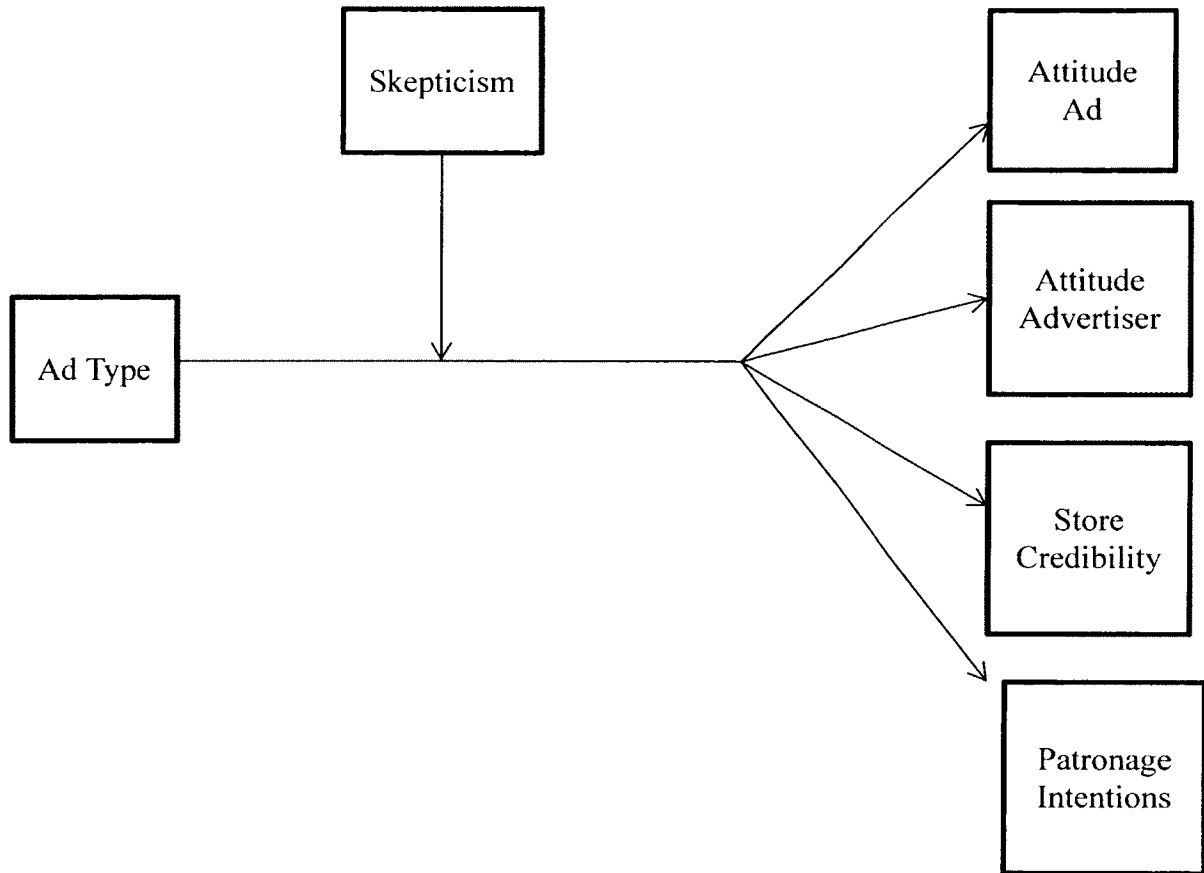 Skepticism
Attitude
Ad
Attitude
Advertiser
Ad Type
Store
Credibility
Patronage
Intentions